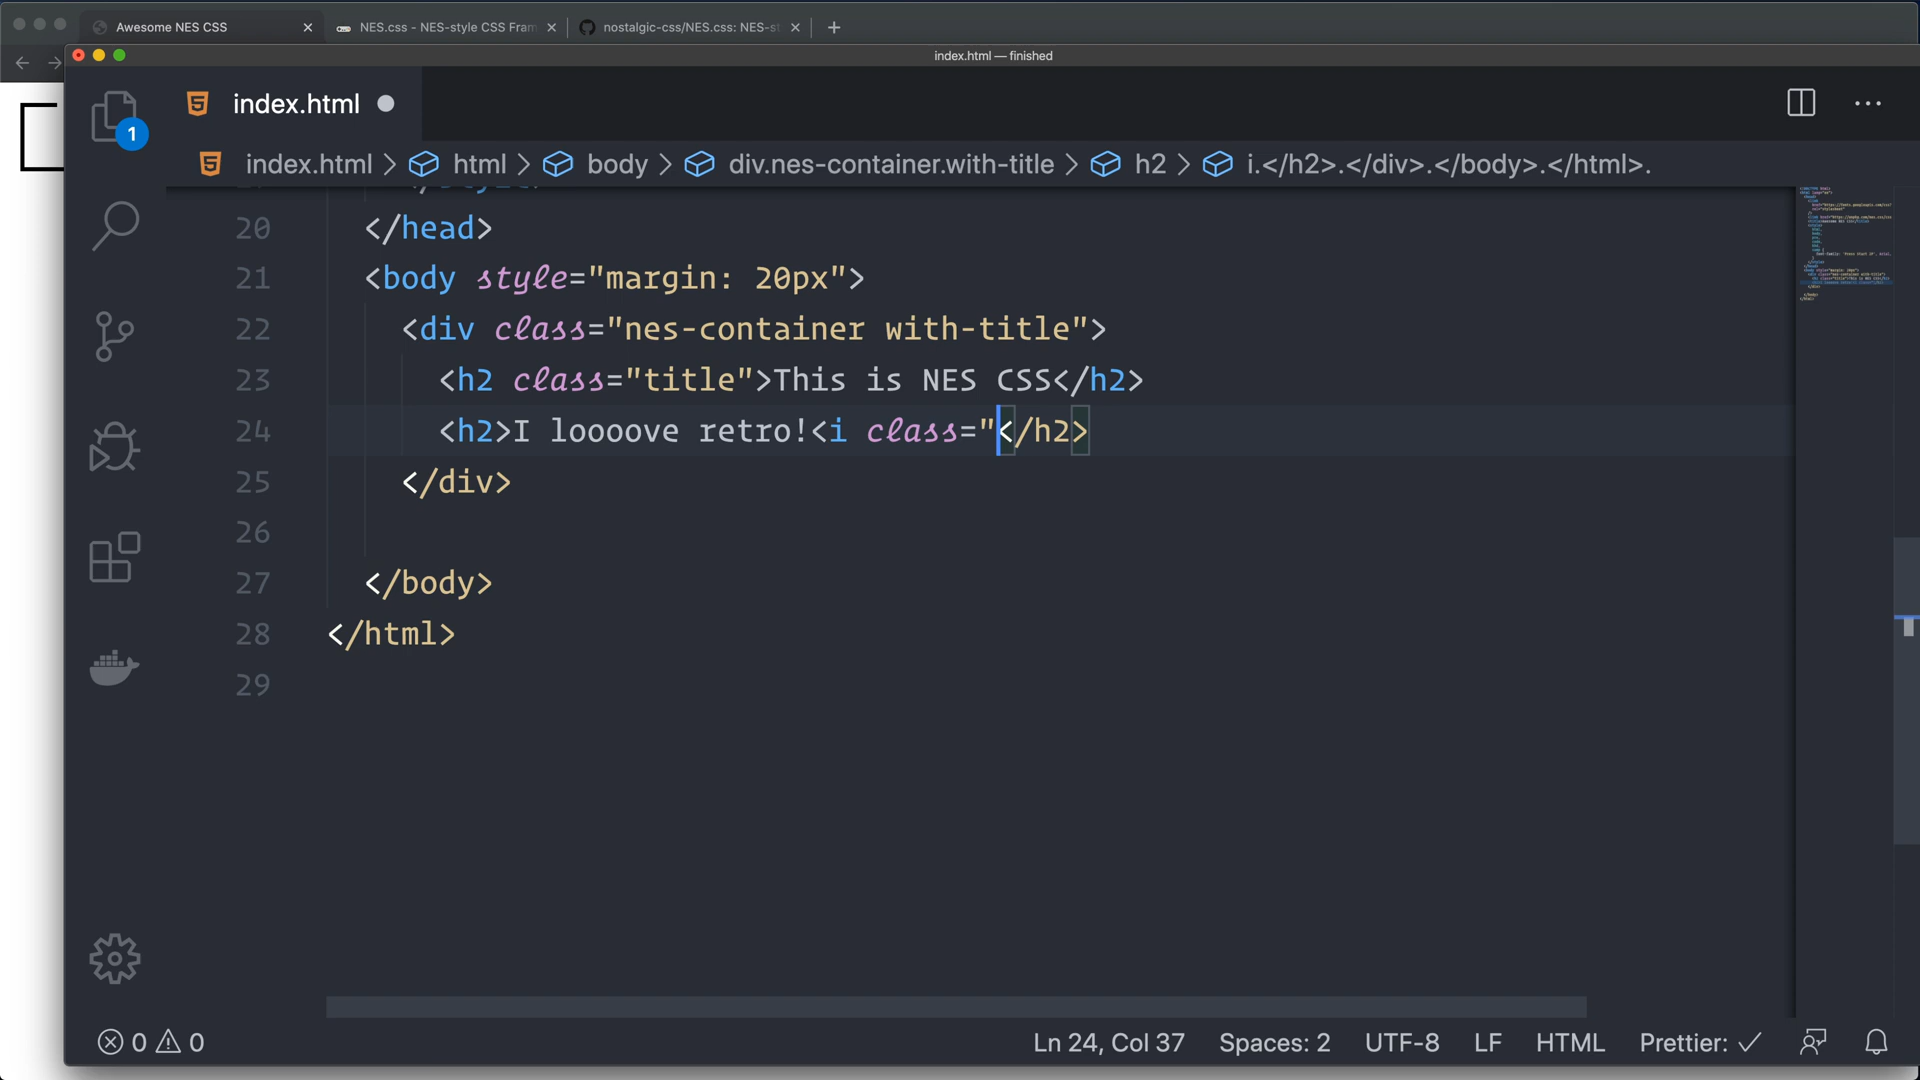 Awesome NES CSS
NES.css - NES-style CSS Fram
nostalgic-css/NES.css: NES-st
index.html — finished
index.html
1
index.html > html > body > div.nes-container.with-title > h2 > i.</h2>.</div>.</body>.</html>.
20 </head>
21 <body style="margin: 20px">
22 <div class="nes-container with-title">
23 <h2 class="title">This is NES CSS</h2>
24 <h2>I loooove retro!<i class="</h2>
25 </div>
26
27 </body>
28 </html>
29
0 0 Ln 24, Col 37 Spaces: 2 UTF-8 LF HTML Prettier: ✓